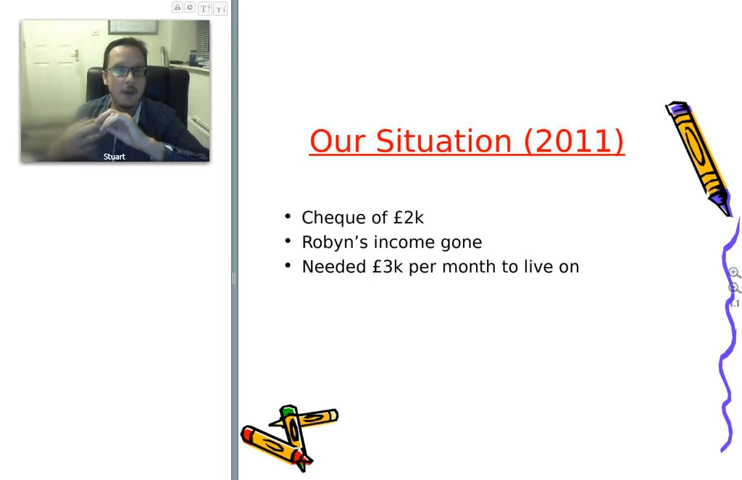 Stuart
Our Situation (2011)
• Cheque of £2k
• Robyn’s income gone
• Needed £3k per month to live on